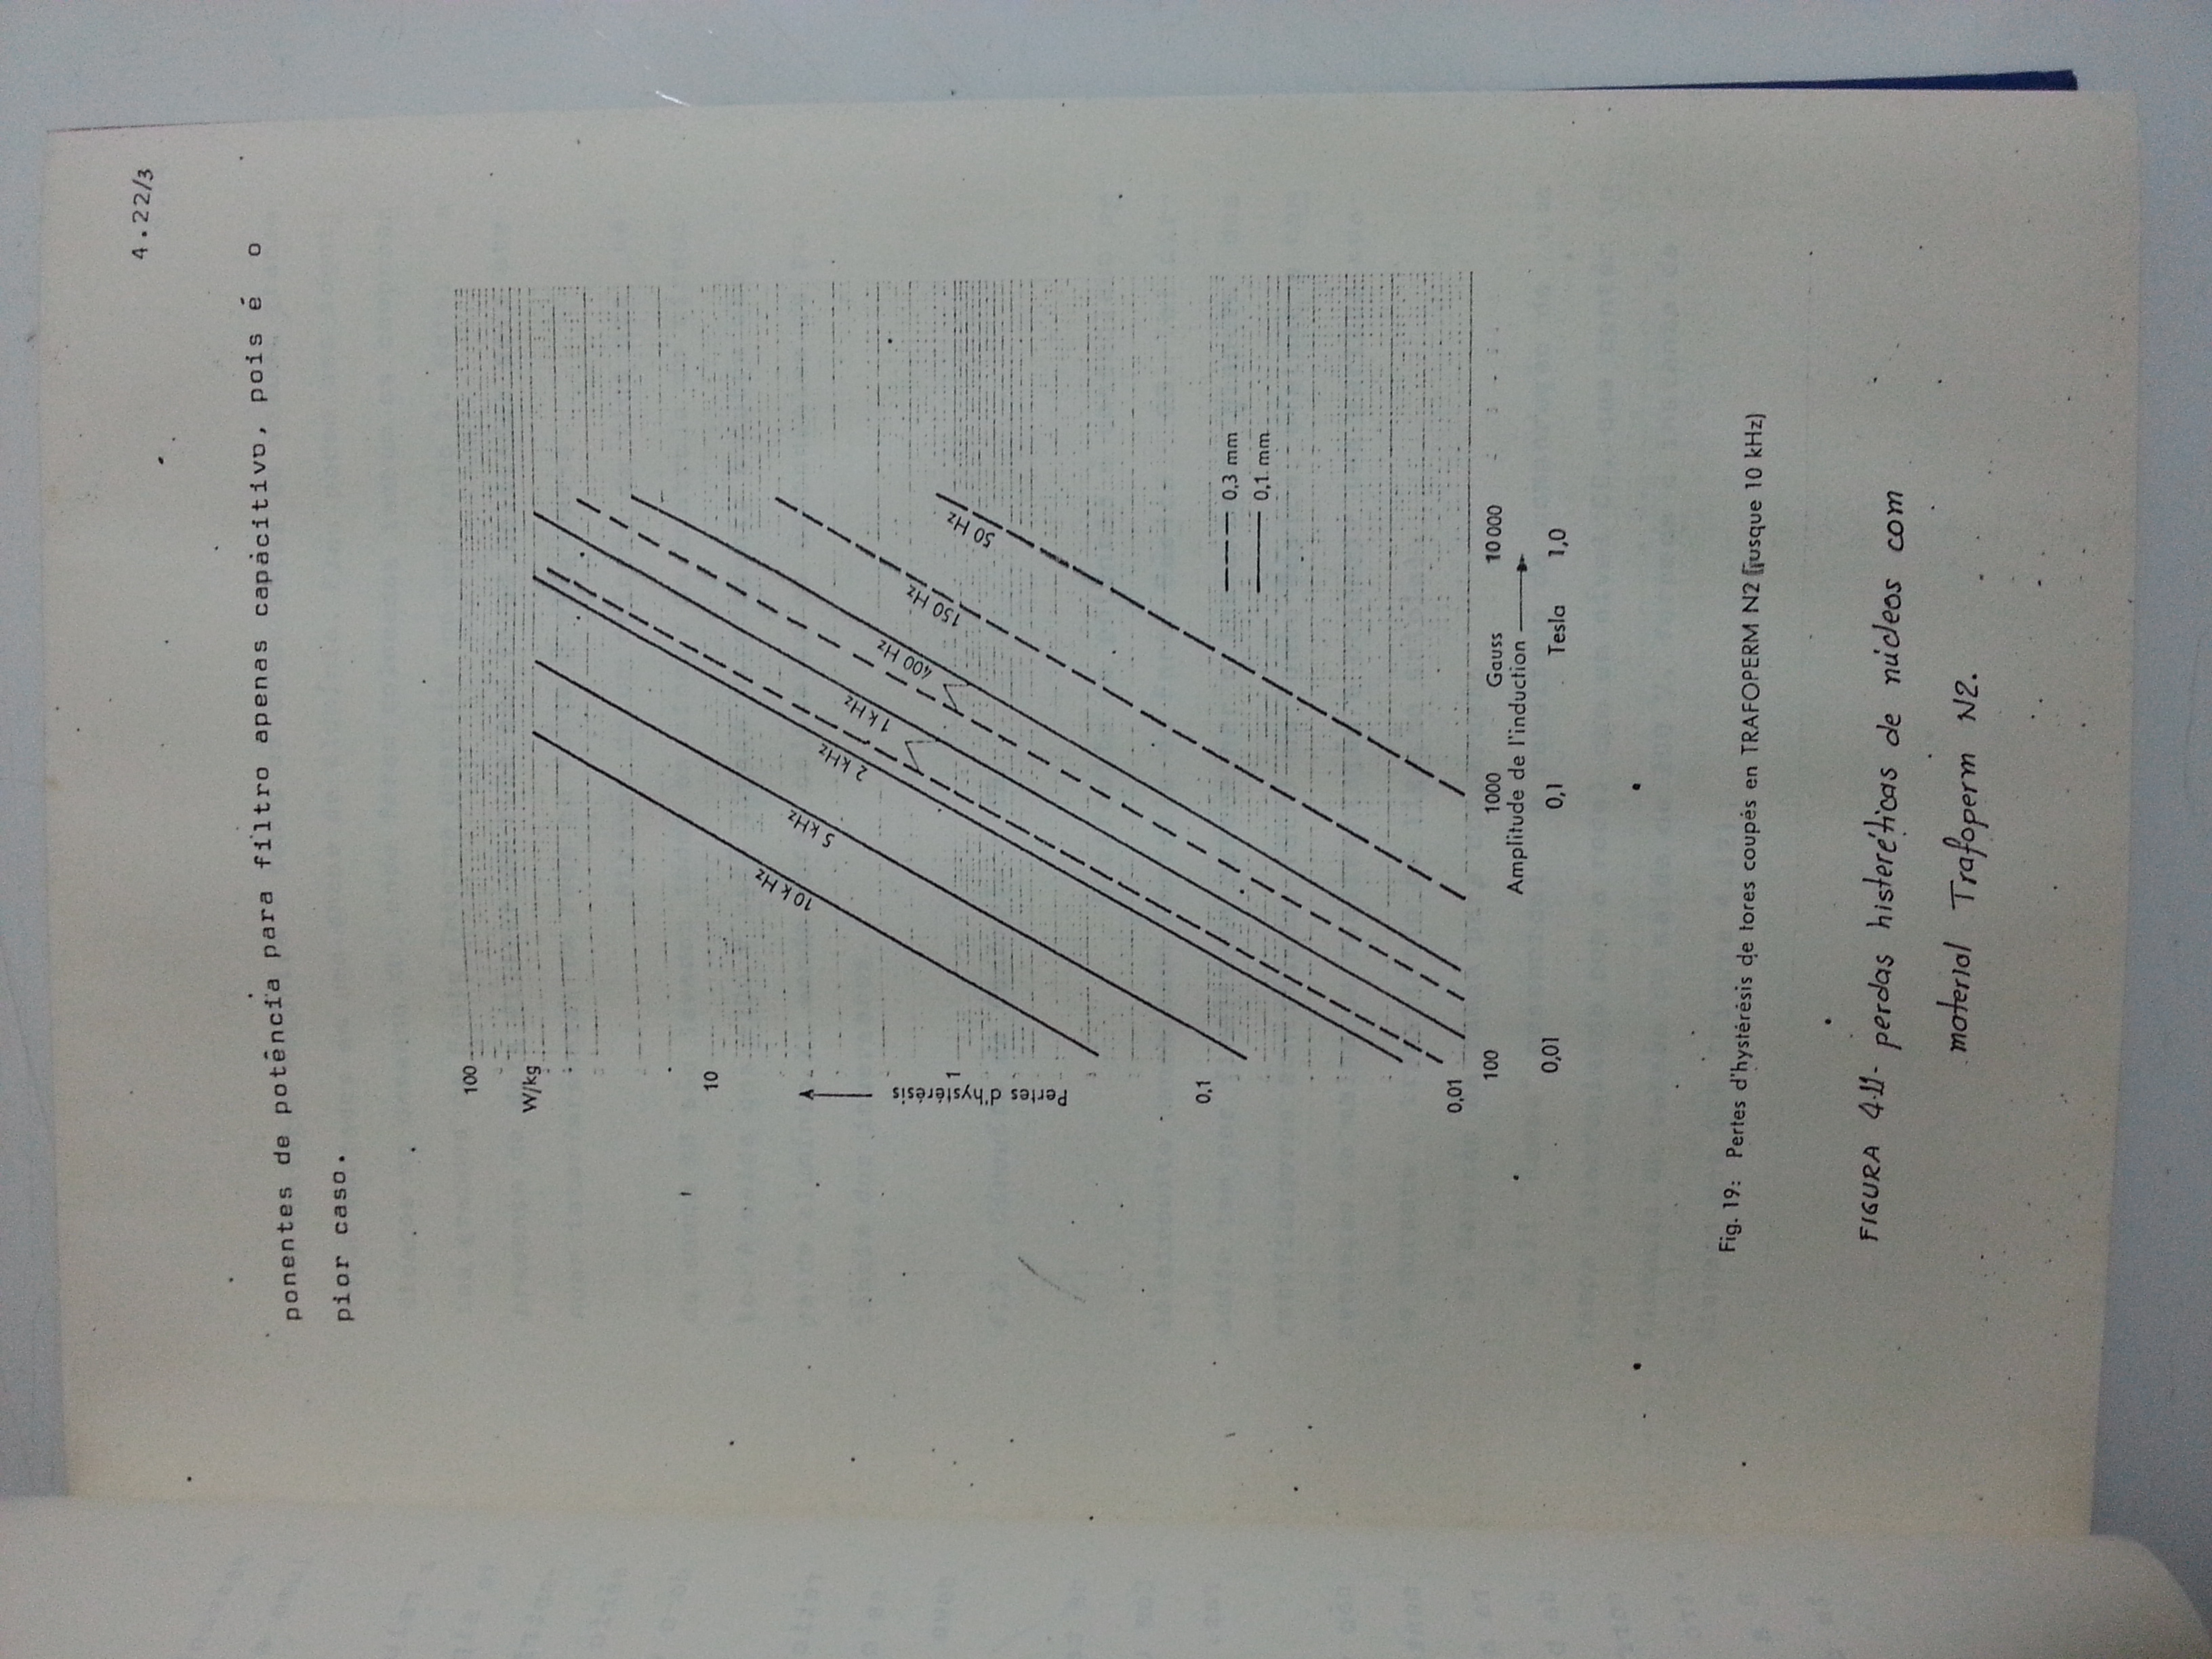 4.22/3
ponentes de potência para filtro apenas capacitivo, pois é o
pior caso.
100
W/kg
10
1
0,1
0,01
Pertes d'hystérésis
10 kHz
5 kHz
2 kHz
1 kHz
400 Hz
150 Hz
50 Hz
0,3 mm
0,1 mm
100 1000 Gauss 10 000
Amplitude de l'induction
0,01 0,1 Tesla 1,0
Fig. 19: Pertes d'hystérésis de tores coupés en TRAFOPERM N2 (jusque 10 kHz)
FIGURA 4.11- perdas histeréticas de núcleos com
material Trafoperm N2.